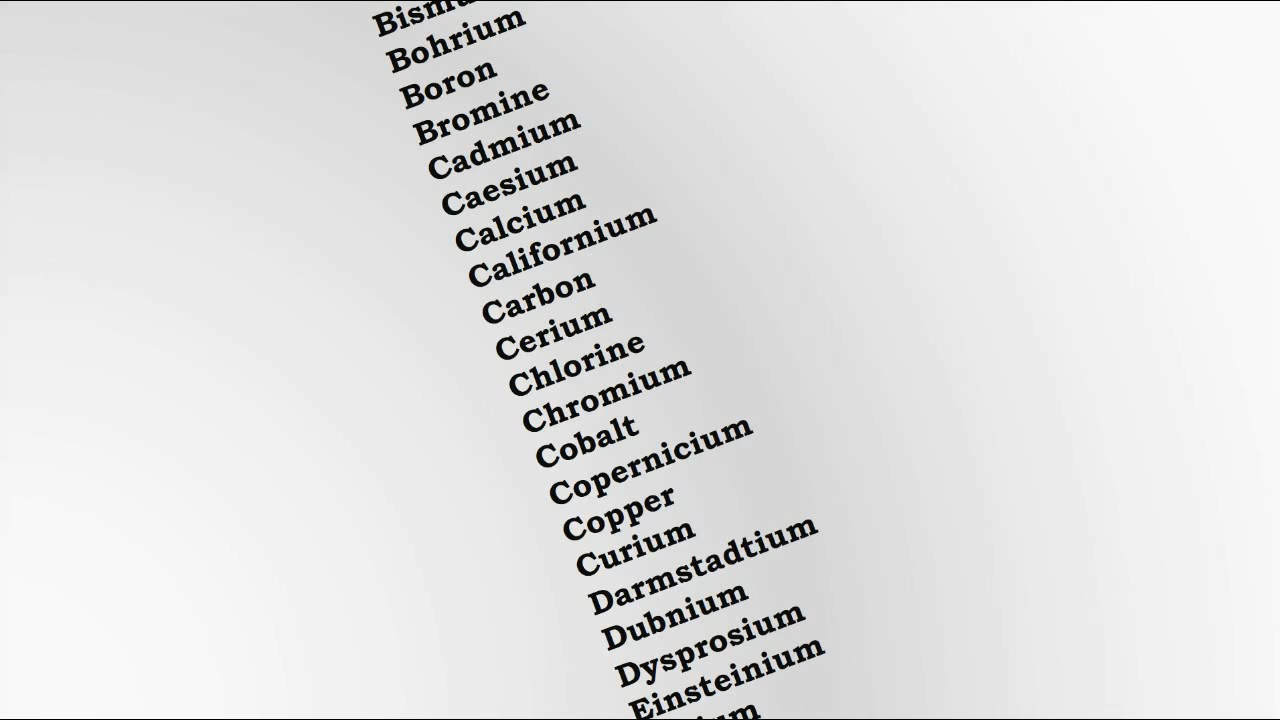 Bohrium
Boron
Bromine
Cadmium
Caesium
Calcium
Californium
Carbon
Cerium
Chlorine
Chromium
Cobalt
Copernicium
Copper
Curium
Darmstadtium
Dubnium
Dysprosium
Einsteinium